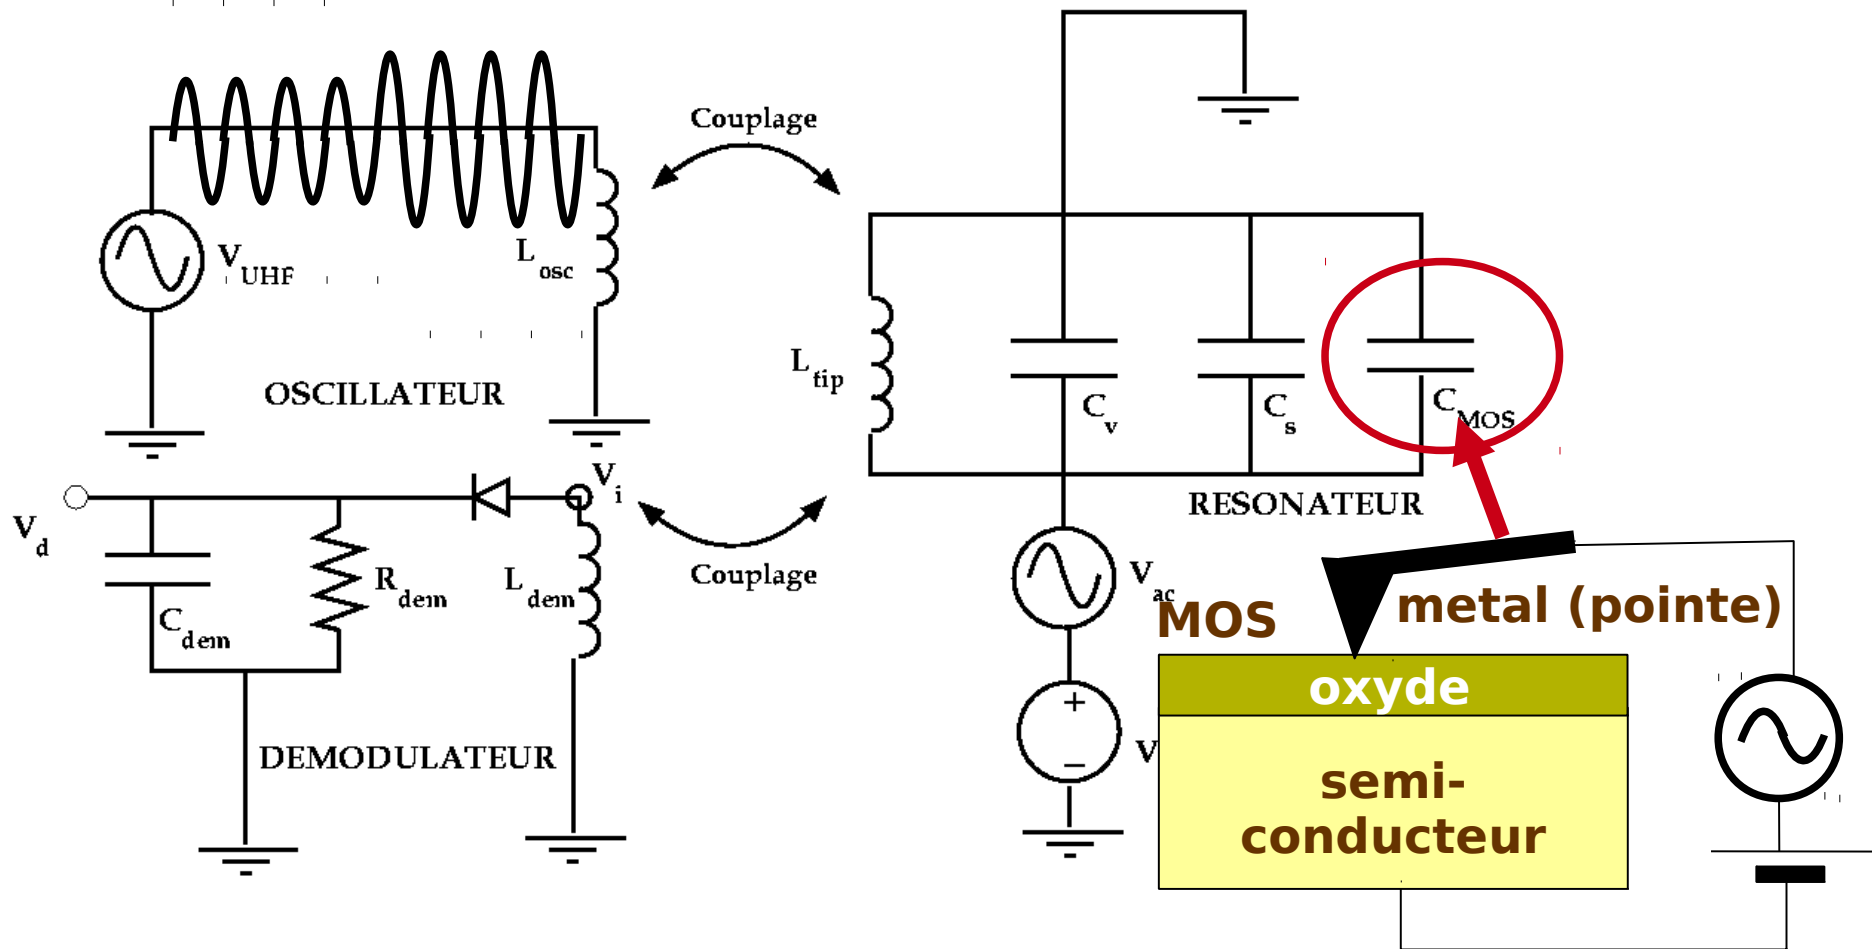 Couplage
V UHF
L osc
OSCILLATEUR
L tip
C v
C s
C MOS
RESONATEUR
V i
V d
Couplage
R dem
L dem
C dem
DEMODULATEUR
V ac
MOS
metal (pointe)
+
−
V
oxyde
semi-
conducteur